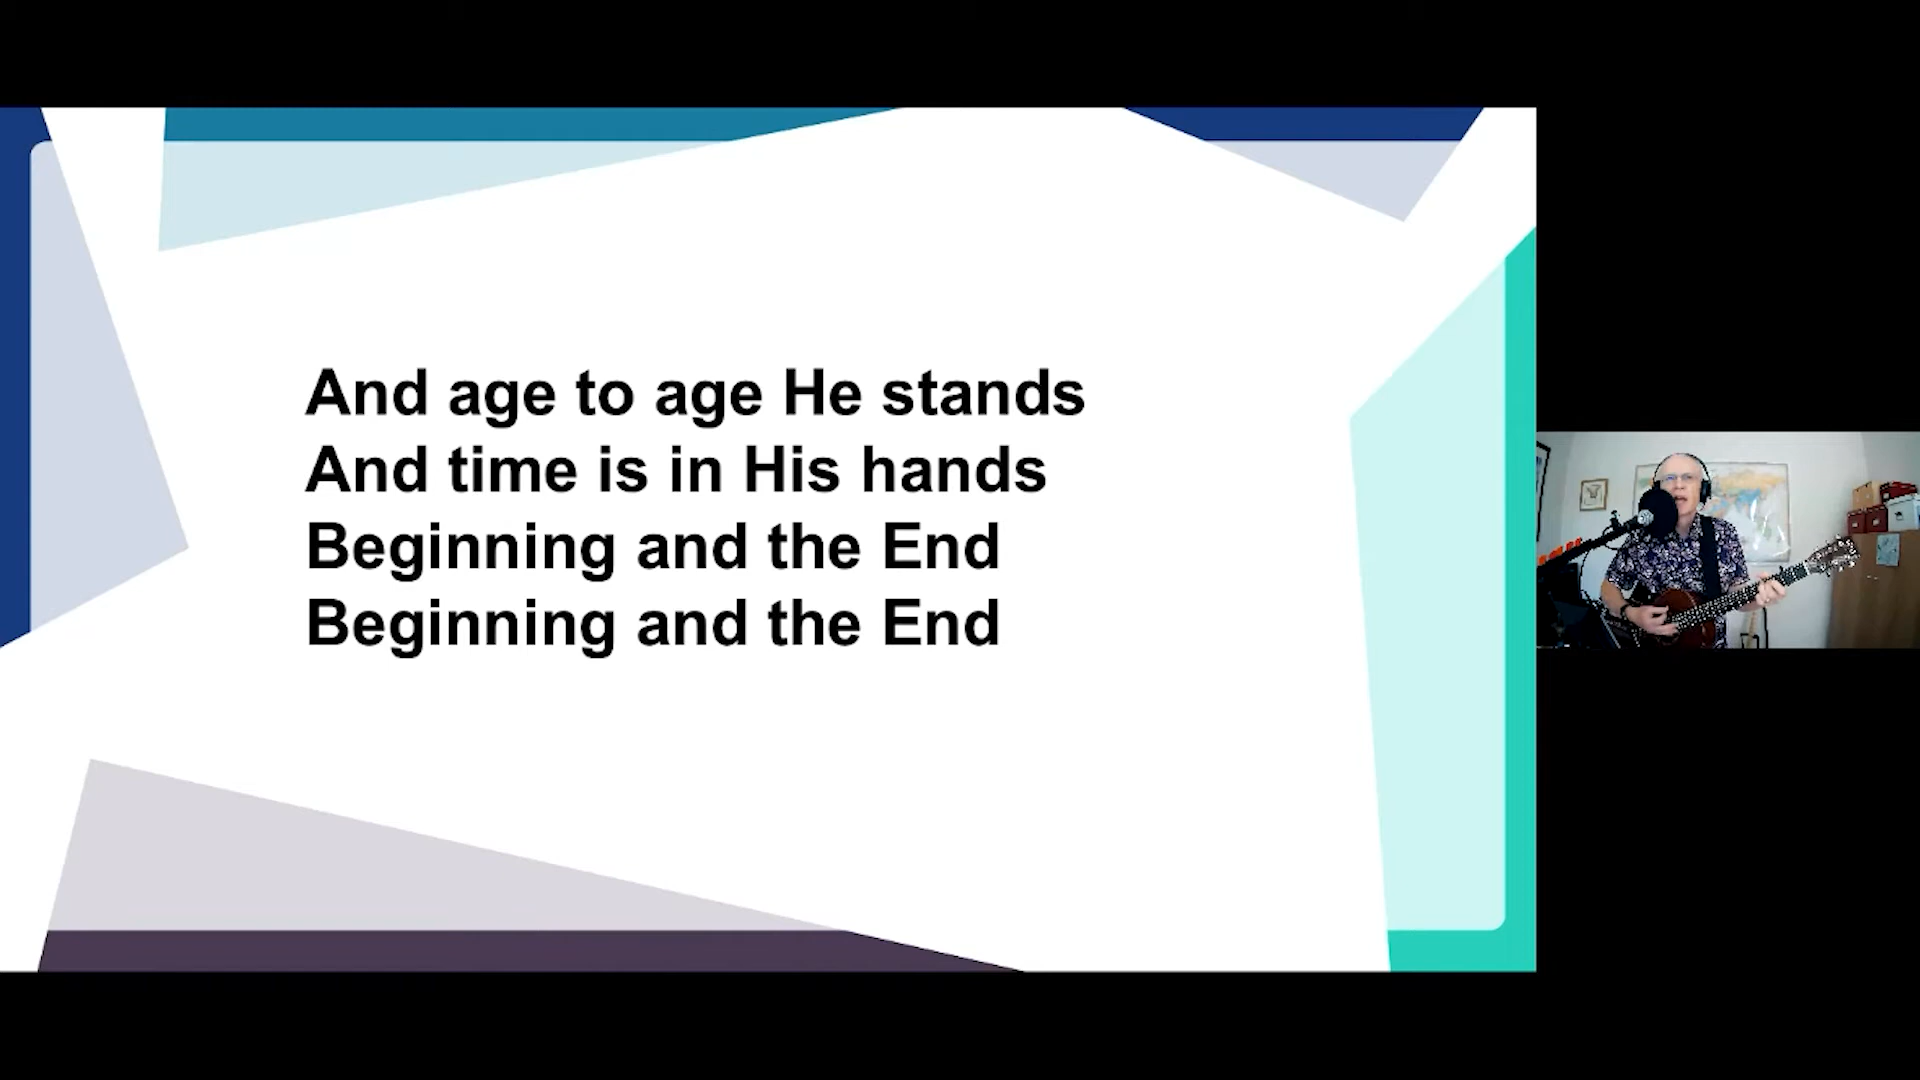 And age to age He stands
And time is in His hands
Beginning and the End
Beginning and the End